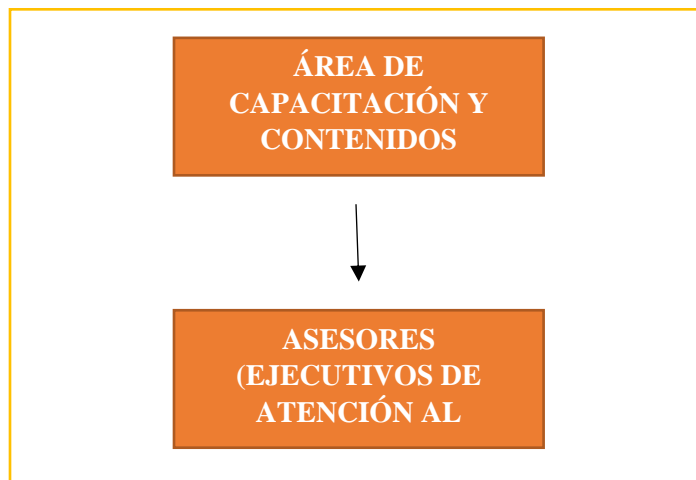 ÁREA DE
CAPACITACIÓN Y
CONTENIDOS
ASESORES
(EJECUTIVOS DE
ATENCIÓN AL